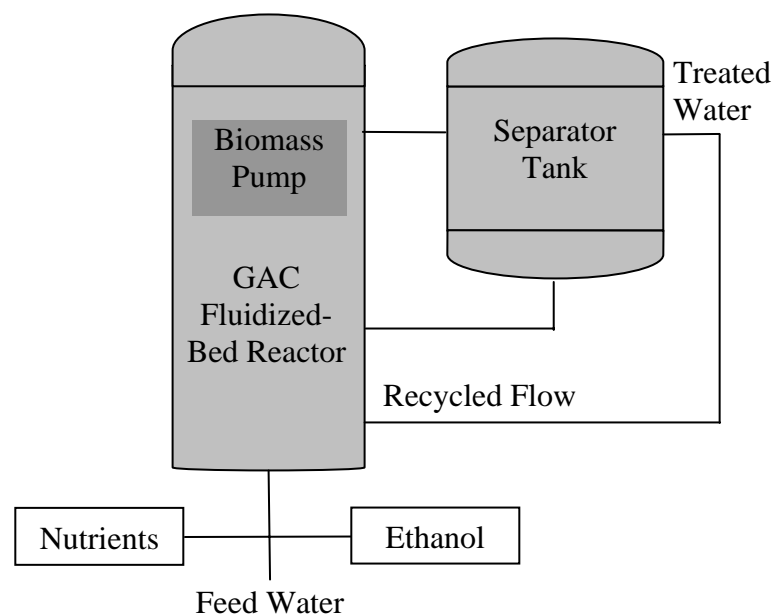 Treated
Water
Biomass
Pump
Separator
Tank
GAC
Fluidized-
Bed Reactor
Recycled Flow
Nutrients
Ethanol
Feed Water